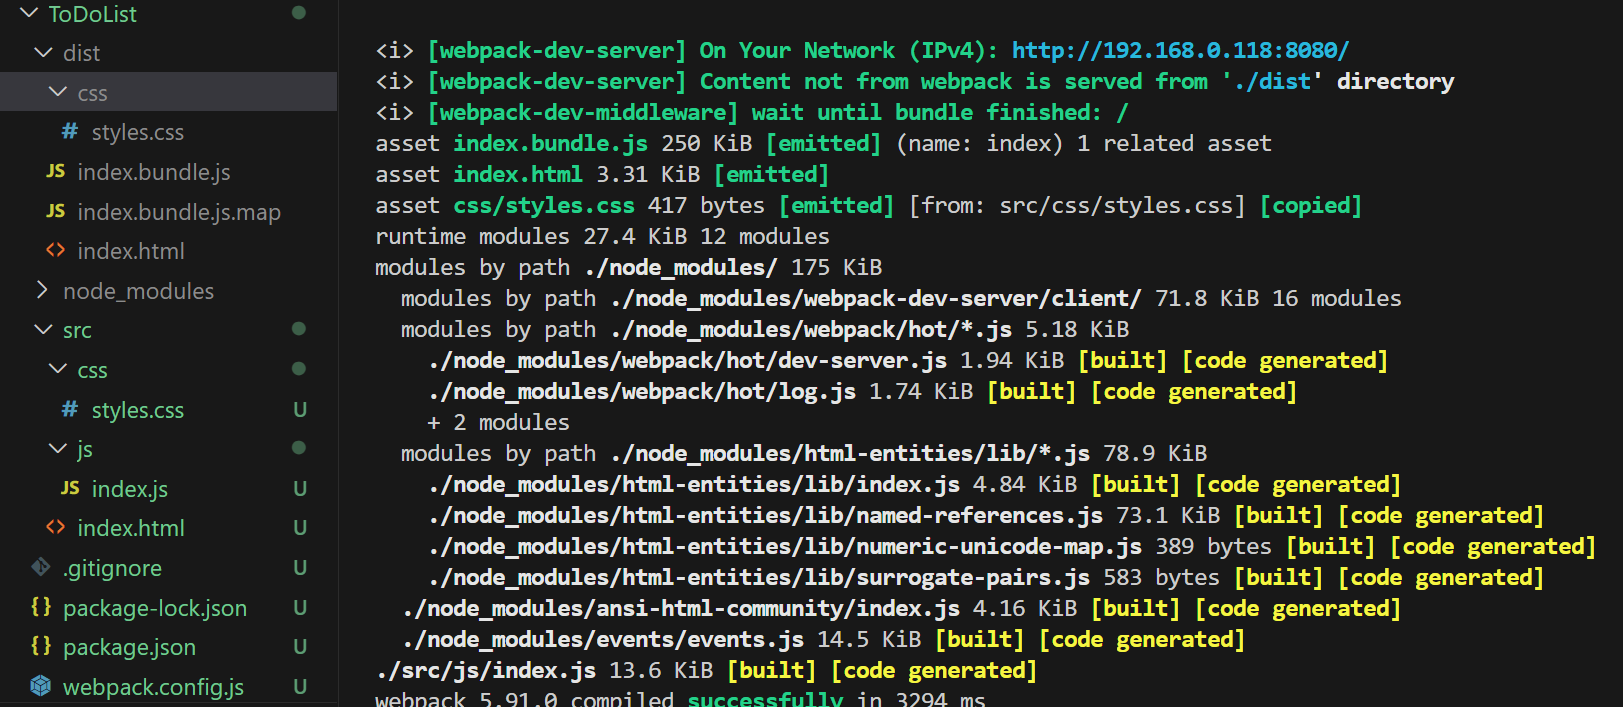 ToDoList
dist
css
# styles.css
JS index.bundle.js
JS index.bundle.js.map
<> index.html
node_modules
src
css
# styles.css U
js
JS index.js U
<> index.html U
.gitignore U
{} package-lock.json U
{} package.json U
webpack.config.js U
<i> [webpack-dev-server] On Your Network (IPv4): http://192.168.0.118:8080/
<i> [webpack-dev-server] Content not from webpack is served from './dist' directory
<i> [webpack-dev-middleware] wait until bundle finished: /
asset index.bundle.js 250 KiB [emitted] (name: index) 1 related asset
asset index.html 3.31 KiB [emitted]
asset css/styles.css 417 bytes [emitted] [from: src/css/styles.css] [copied]
runtime modules 27.4 KiB 12 modules
modules by path ./node_modules/ 175 KiB
modules by path ./node_modules/webpack-dev-server/client/ 71.8 KiB 16 modules
modules by path ./node_modules/webpack/hot/*.js 5.18 KiB
./node_modules/webpack/hot/dev-server.js 1.94 KiB [built] [code generated]
./node_modules/webpack/hot/log.js 1.74 KiB [built] [code generated]
+ 2 modules
modules by path ./node_modules/html-entities/lib/*.js 78.9 KiB
./node_modules/html-entities/lib/index.js 4.84 KiB [built] [code generated]
./node_modules/html-entities/lib/named-references.js 73.1 KiB [built] [code generated]
./node_modules/html-entities/lib/numeric-unicode-map.js 389 bytes [built] [code generated]
./node_modules/html-entities/lib/surrogate-pairs.js 583 bytes [built] [code generated]
./node_modules/ansi-html-community/index.js 4.16 KiB [built] [code generated]
./node_modules/events/events.js 14.5 KiB [built] [code generated]
./src/js/index.js 13.6 KiB [built] [code generated]
webpack 5.91.0 compiled successfully in 3294 ms